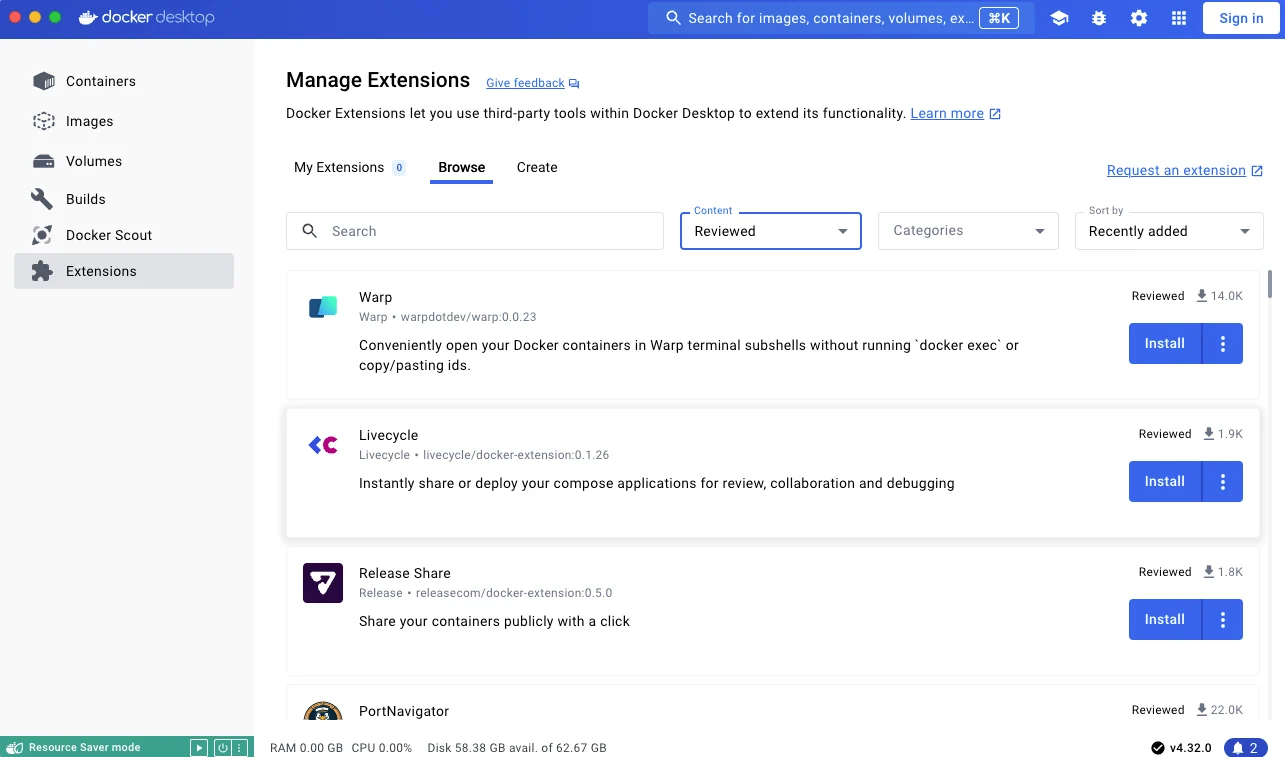 docker desktop
Search for images, containers, volumes, ex...
⌘K
Sign in
Containers
Images
Volumes
Builds
Docker Scout
Extensions
Manage Extensions
Give feedback
Docker Extensions let you use third-party tools within Docker Desktop to extend its functionality. Learn more
My Extensions 0
Browse
Create
Request an extension
Search
Content
Reviewed
Categories
Sort by
Recently added
Warp
Reviewed 14.0K
Warp • warpdotdev/warp:0.0.23
Conveniently open your Docker containers in Warp terminal subshells without running `docker exec` or
copy/pasting ids.
Install
Livecycle
Reviewed 1.9K
Livecycle • livecycle/docker-extension:0.1.26
Instantly share or deploy your compose applications for review, collaboration and debugging
Install
Release Share
Reviewed 1.8K
Release • releasecom/docker-extension:0.5.0
Share your containers publicly with a click
Install
PortNavigator
Reviewed 22.0K
Resource Saver mode
RAM 0.00 GB CPU 0.00% Disk 58.38 GB avail. of 62.67 GB
v4.32.0
2